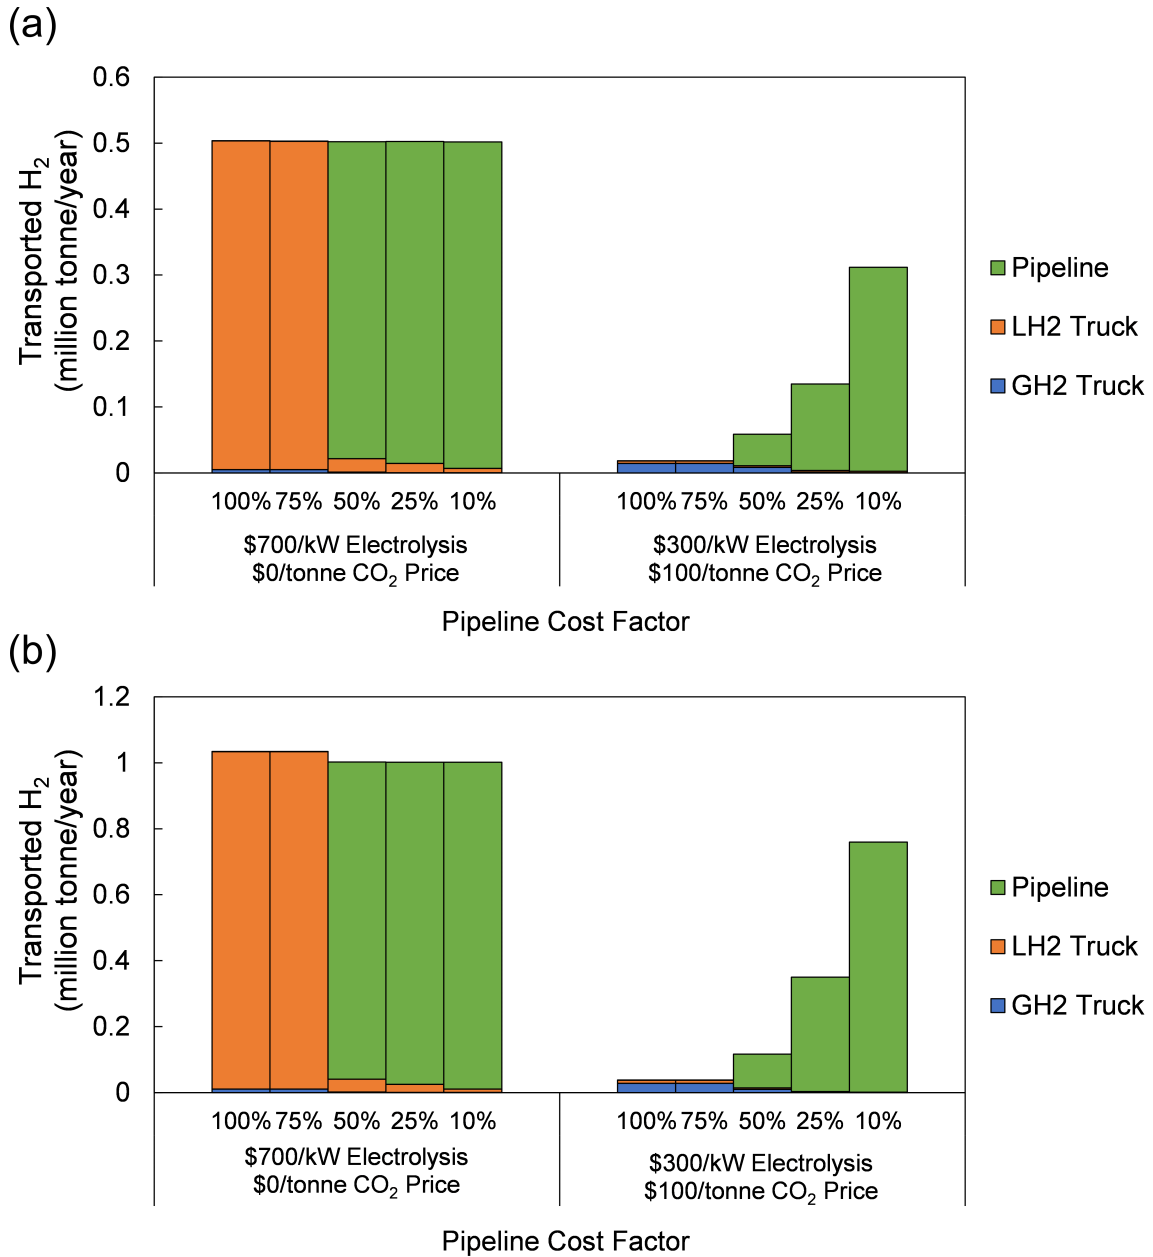 (a)
Transported H₂
(million tonne/year)
0.6
0.5
0.4
0.3
0.2
0.1
0
100% 75% 50% 25% 10%
100% 75% 50% 25% 10%
$700/kW Electrolysis
$0/tonne CO₂ Price
$300/kW Electrolysis
$100/tonne CO₂ Price
Pipeline Cost Factor
Pipeline
LH2 Truck
GH2 Truck
(b)
Transported H₂
(million tonne/year)
1.2
1
0.8
0.6
0.4
0.2
0
100% 75% 50% 25% 10%
100% 75% 50% 25% 10%
$700/kW Electrolysis
$0/tonne CO₂ Price
$300/kW Electrolysis
$100/tonne CO₂ Price
Pipeline Cost Factor
Pipeline
LH2 Truck
GH2 Truck